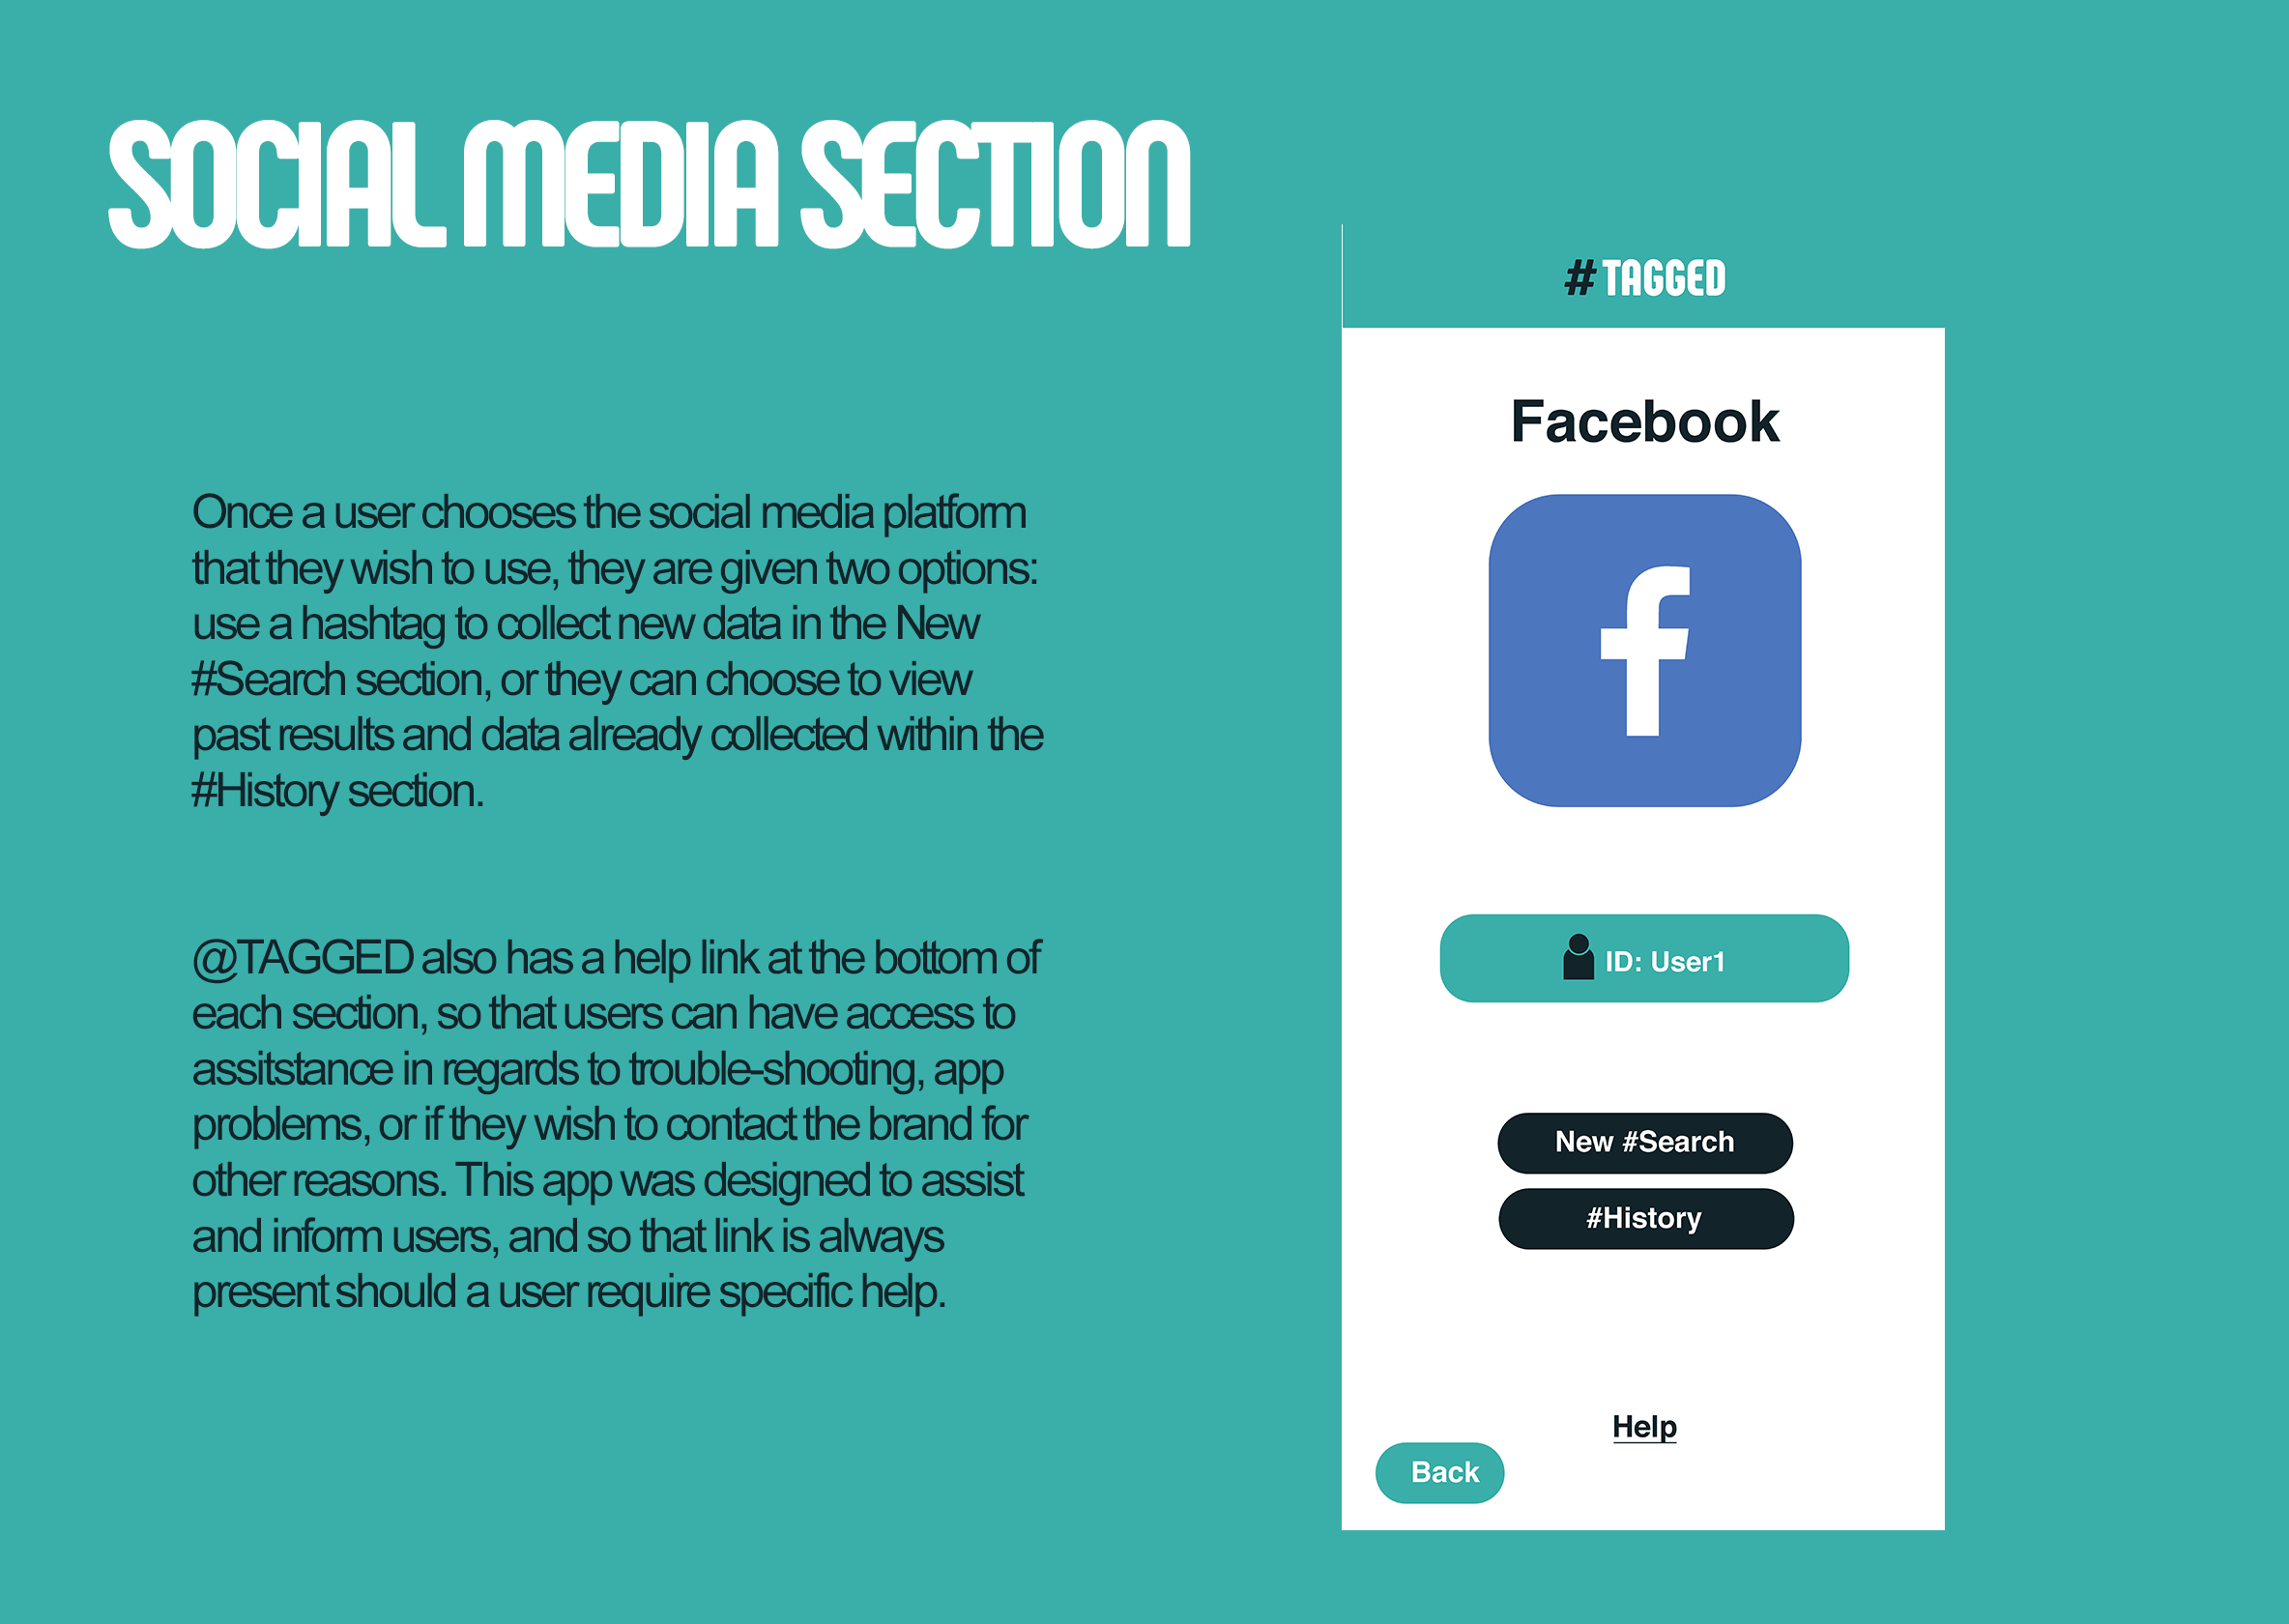 SOCIAL MEDIA SECTION
Once a user chooses the social media platform
that they wish to use, they are given two options:
use a hashtag to collect new data in the New
#Search section, or they can choose to view
past results and data already collected within the
#History section.
@TAGGED also has a help link at the bottom of
each section, so that users can have access to
assitstance in regards to trouble-shooting, app
problems, or if they wish to contact the brand for
other reasons. This app was designed to assist
and inform users, and so that link is always
present should a user require specific help.
# TAGGED
Facebook
f
ID: User1
New #Search
#History
Help
Back